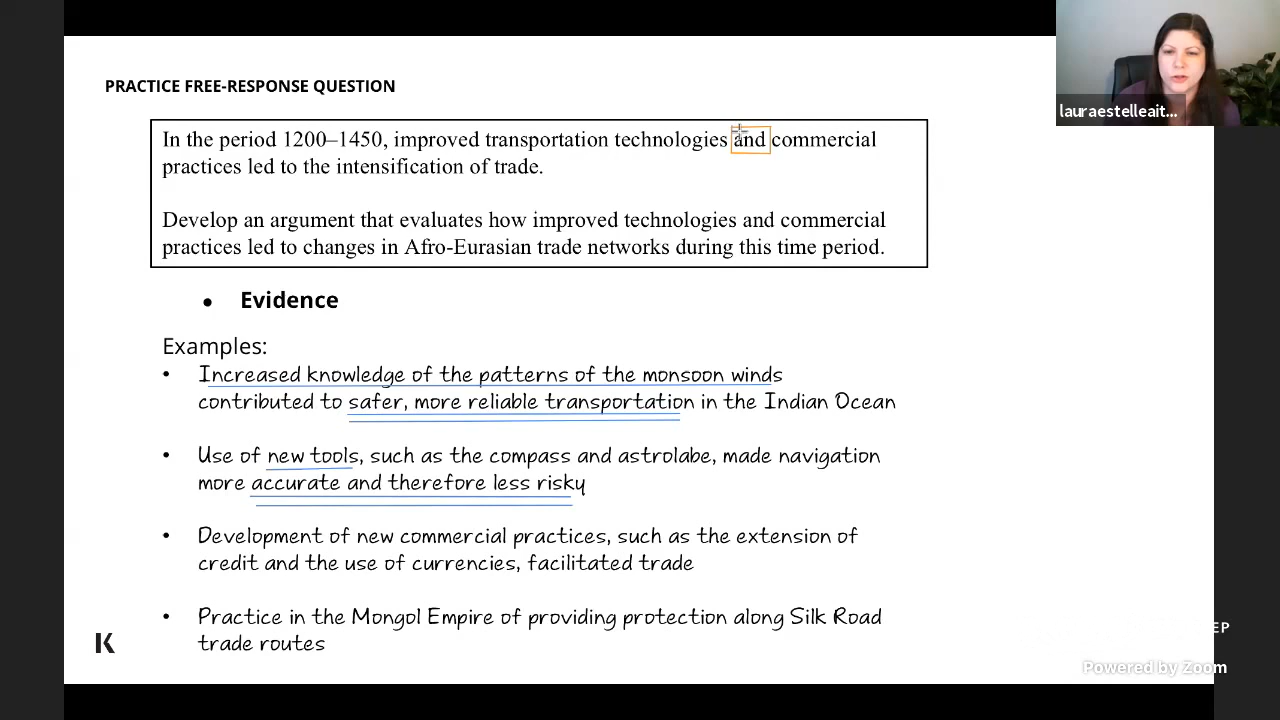 PRACTICE FREE-RESPONSE QUESTION
lauraestelleait...
In the period 1200–1450, improved transportation technologies and commercial
practices led to the intensification of trade.
Develop an argument that evaluates how improved technologies and commercial
practices led to changes in Afro-Eurasian trade networks during this time period.
• Evidence
Examples:
• Increased knowledge of the patterns of the monsoon winds
contributed to safer, more reliable transportation in the Indian Ocean
• Use of new tools, such as the compass and astrolabe, made navigation
more accurate and therefore less risky
• Development of new commercial practices, such as the extension of
credit and the use of currencies, facilitated trade
• Practice in the Mongol Empire of providing protection along Silk Road
trade routes
K
EP
Powered by Zoom